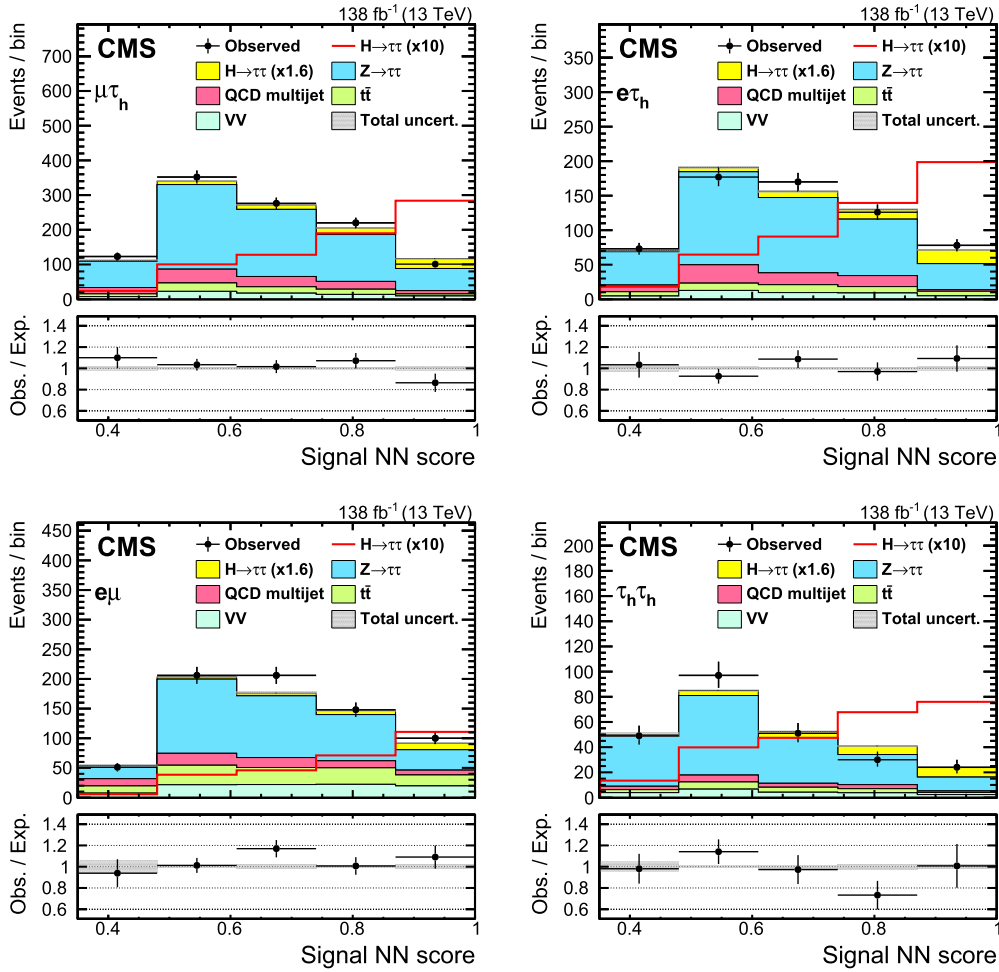 138 fb⁻¹ (13 TeV)
CMS
μτh
Observed
H→ττ (x10)
H→ττ (x1.6)
Z→ττ
QCD multijet
tt̄
VV
Total uncert.
Events / bin
700
600
500
400
300
200
100
0
Obs. / Exp.
1.4
1.2
1
0.8
0.6
0.4
0.6
0.8
1
Signal NN score
138 fb⁻¹ (13 TeV)
CMS
eτh
Observed
H→ττ (x10)
H→ττ (x1.6)
Z→ττ
QCD multijet
tt̄
VV
Total uncert.
Events / bin
350
300
250
200
150
100
50
0
Obs. / Exp.
1.4
1.2
1
0.8
0.6
0.4
0.6
0.8
1
Signal NN score
138 fb⁻¹ (13 TeV)
CMS
eμ
Observed
H→ττ (x10)
H→ττ (x1.6)
Z→ττ
QCD multijet
tt̄
VV
Total uncert.
Events / bin
450
400
350
300
250
200
150
100
50
0
Obs. / Exp.
1.4
1.2
1
0.8
0.6
0.4
0.6
0.8
1
Signal NN score
138 fb⁻¹ (13 TeV)
CMS
τhτh
Observed
H→ττ (x10)
H→ττ (x1.6)
Z→ττ
QCD multijet
tt̄
VV
Total uncert.
Events / bin
200
180
160
140
120
100
80
60
40
20
0
Obs. / Exp.
1.4
1.2
1
0.8
0.6
0.4
0.6
0.8
1
Signal NN score